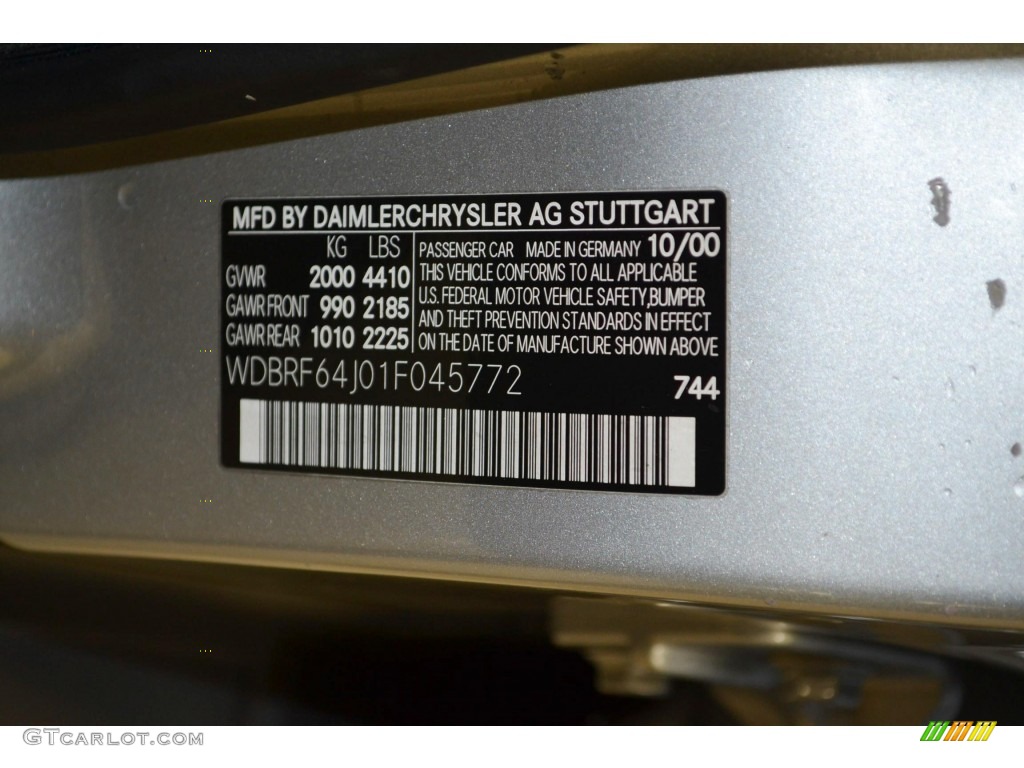 MFD BY DAIMLERCHRYSLER AG STUTTGART
KG LBS
GVWR 2000 4410
GAWR FRONT 990 2185
GAWR REAR 1010 2225
PASSENGER CAR MADE IN GERMANY 10/00
THIS VEHICLE CONFORMS TO ALL APPLICABLE
U.S. FEDERAL MOTOR VEHICLE SAFETY,BUMPER
AND THEFT PREVENTION STANDARDS IN EFFECT
ON THE DATE OF MANUFACTURE SHOWN ABOVE
WDBRF64J01F045772
744
GTCarlot.com